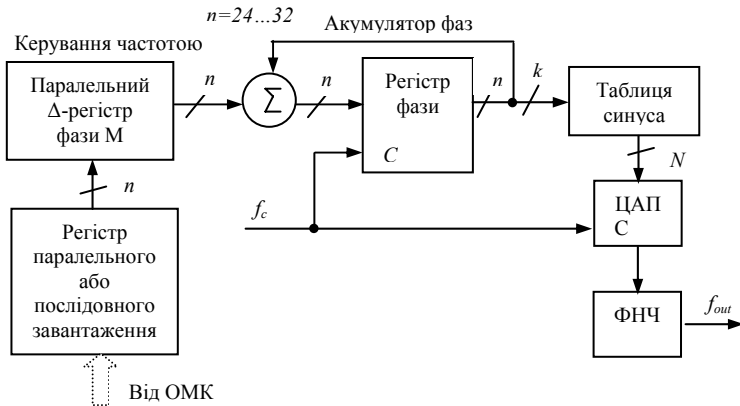 n=24...32
Акумулятор фаз
Керування частотою
Паралельний
Δ-регістр
фази М
n
Σ
n
Регістр
фази
С
n
k
Таблиця
синуса
n
N
f_c
ЦАП
С
Регістр
паралельного
або
послідовного
завантаження
ФНЧ
f_out
Від ОМК